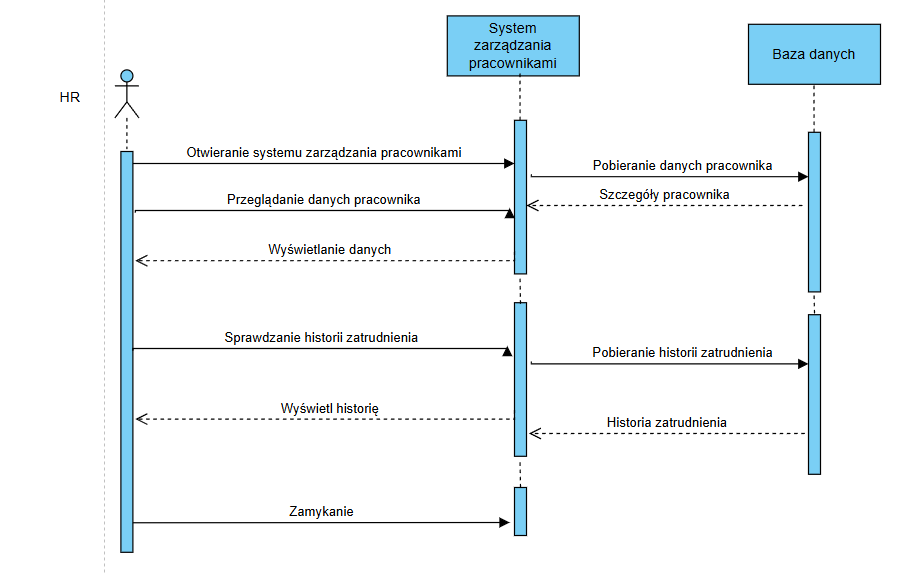 System
zarządzania
pracownikami
Baza danych
HR
Otwieranie systemu zarządzania pracownikami
Pobieranie danych pracownika
Szczegóły pracownika
Przeglądanie danych pracownika
Wyświetlanie danych
Sprawdzanie historii zatrudnienia
Pobieranie historii zatrudnienia
Wyświetl historię
Historia zatrudnienia
Zamykanie